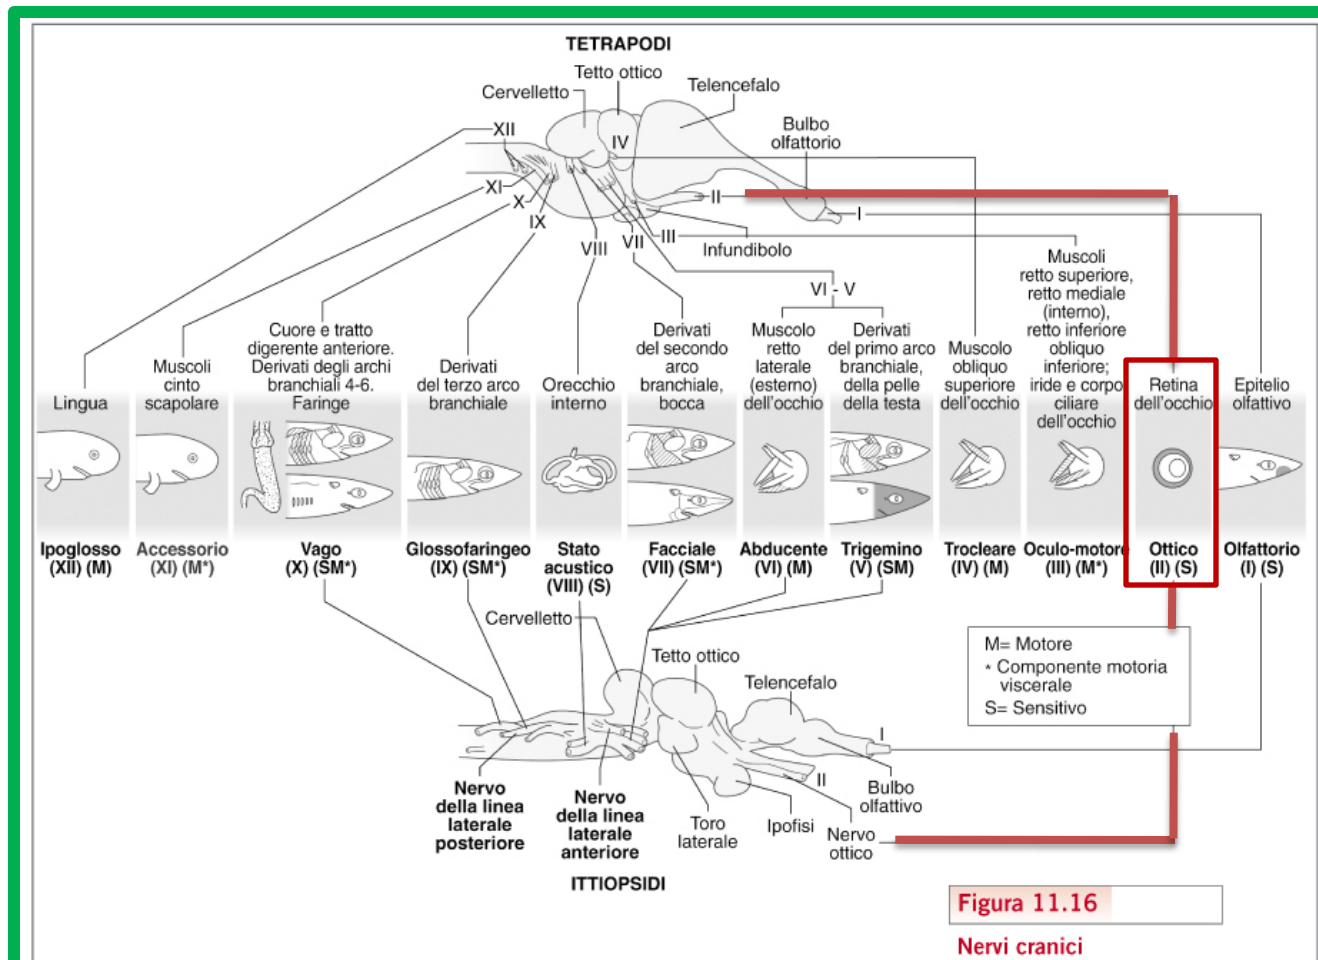 TETRAPODI
Tetto ottico
Cervelletto
Telencefalo
Bulbo
olfattorio
XII
IV
XI
X
IX
VIII
VII
III
II
I
Infundibolo
VI - V
Lingua
Muscoli
cinto
scapolare
Cuore e tratto
digerente anteriore.
Derivati degli archi
branchiali 4-6.
Faringe
Derivati
del terzo arco
branchiale
Orecchio
interno
Derivati
del secondo
arco
branchiale,
bocca
Muscolo
retto
laterale
(esterno)
dell'occhio
Derivati
del primo arco
branchiale,
della pelle
della testa
Muscolo
obliquo
superiore
dell'occhio
Muscoli
retto superiore,
retto mediale
(interno),
retto inferiore
obliquo
inferiore;
iride e corpo
ciliare
dell'occhio
Retina
dell'occhio
Epitelio
olfattivo
Ipoglosso
(XII) (M)
Accessorio
(XI) (M*)
Vago
(X) (SM*)
Glossofaringeo
(IX) (SM*)
Stato
acustico
(VIII) (S)
Facciale
(VII) (SM*)
Abducente
(VI) (M)
Trigemino
(V) (SM)
Trocleare
(IV) (M)
Oculo-motore
(III) (M*)
Ottico
(II) (S)
Olfattorio
(I) (S)
Cervelletto
Tetto ottico
Telencefalo
I
II
Bulbo
olfattivo
Nervo
ottico
Ipofisi
Toro
laterale
Nervo
della linea
laterale
anteriore
Nervo
della linea
laterale
posteriore
ITTIOPSIDI
M= Motore
* Componente motoria
viscerale
S= Sensitivo
Figura 11.16
Nervi cranici